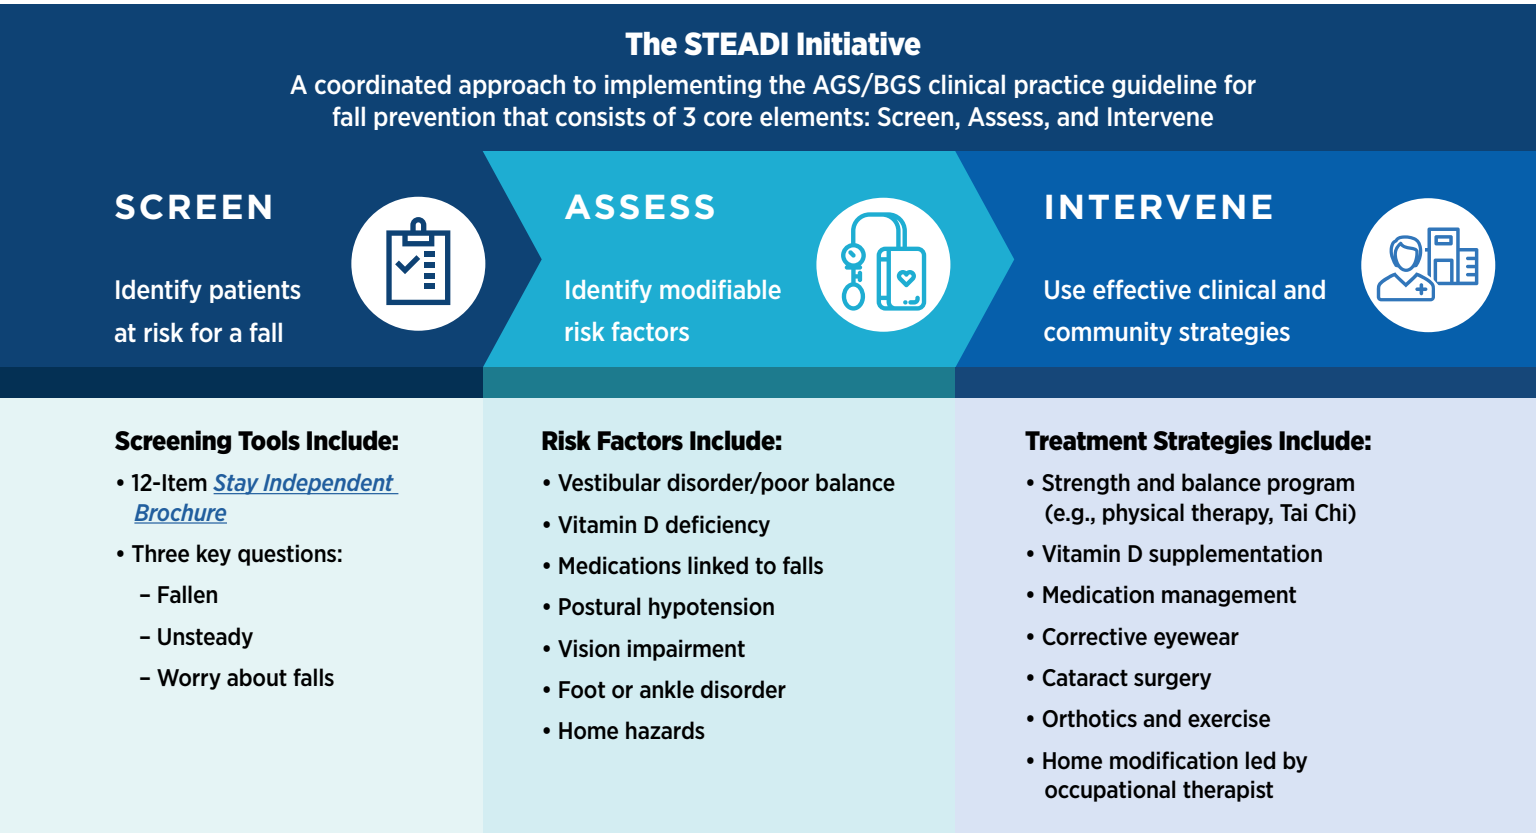 The STEADI Initiative
A coordinated approach to implementing the AGS/BGS clinical practice guideline for
fall prevention that consists of 3 core elements: Screen, Assess, and Intervene
SCREEN
Identify patients
at risk for a fall
ASSESS
Identify modifiable
risk factors
INTERVENE
Use effective clinical and
community strategies
Screening Tools Include:
• 12-Item Stay Independent
Brochure
• Three key questions:
– Fallen
– Unsteady
– Worry about falls
Risk Factors Include:
• Vestibular disorder/poor balance
• Vitamin D deficiency
• Medications linked to falls
• Postural hypotension
• Vision impairment
• Foot or ankle disorder
• Home hazards
Treatment Strategies Include:
• Strength and balance program
(e.g., physical therapy, Tai Chi)
• Vitamin D supplementation
• Medication management
• Corrective eyewear
• Cataract surgery
• Orthotics and exercise
• Home modification led by
occupational therapist